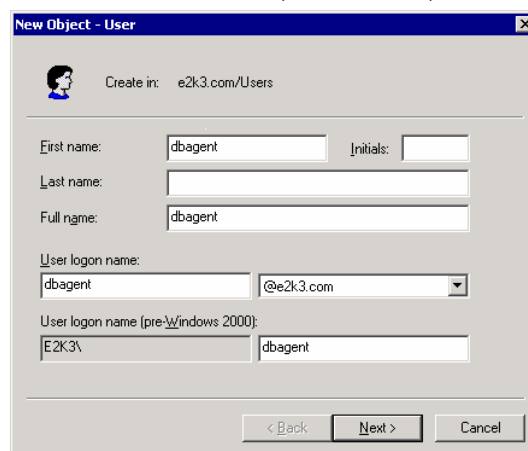 New Object - User
Create in: e2k3.com/Users
First name: dbagent Initials:
Last name:
Full name: dbagent
User logon name:
dbagent @e2k3.com
User logon name (pre-Windows 2000):
E2K3\ dbagent
< Back Next > Cancel